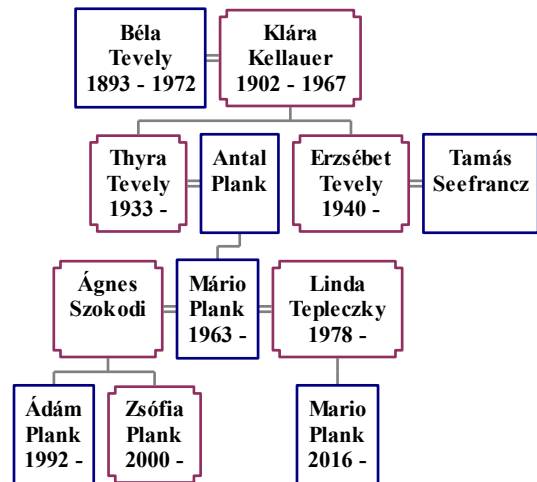 Béla
Tevely
1893 - 1972
Klára
Kellauer
1902 - 1967
Thyra
Tevely
1933 -
Antal
Plank
Erzsébet
Tevely
1940 -
Tamás
Seefrancz
Ágnes
Szokodi
Mário
Plank
1963 -
Linda
Tepleczky
1978 -
Ádám
Plank
1992 -
Zsófia
Plank
2000 -
Mario
Plank
2016 -